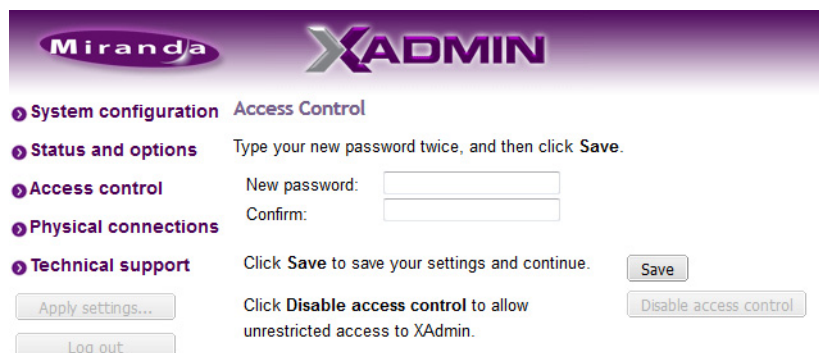 Miranda
XADMIN
System configuration
Status and options
Access control
Physical connections
Technical support
Apply settings...
Log out
Access Control
Type your new password twice, and then click Save.
New password:
Confirm:
Click Save to save your settings and continue.
Save
Click Disable access control to allow
unrestricted access to XAdmin.
Disable access control